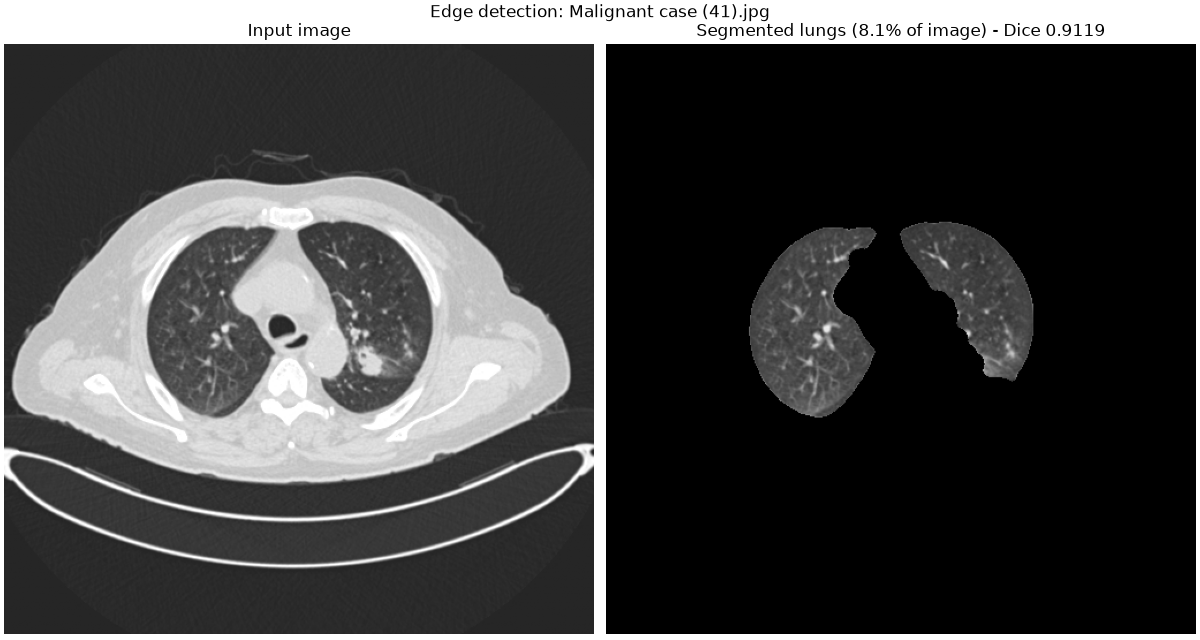 Edge detection: Malignant case (41).jpg
Input image
Segmented lungs (8.1% of image) - Dice 0.9119